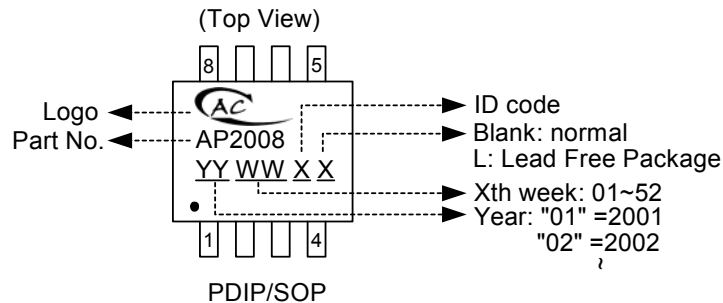 (Top View)
8 5
Logo
AC
Part No.
AP2008
YY WW X X
ID code
Blank: normal
L: Lead Free Package
Xth week: 01~52
Year: "01" =2001
"02" =2002
~
1 4
PDIP/SOP